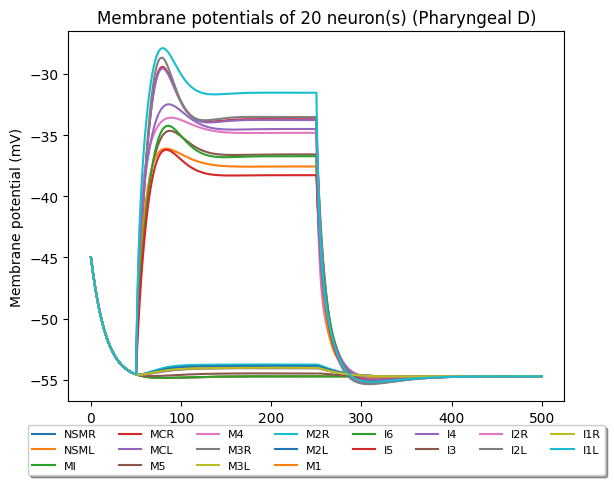 Membrane potentials of 20 neuron(s) (Pharyngeal D)
Membrane potential (mV)
−30
−35
−40
−45
−50
−55
0 100 200 300 400 500
NSMR MCR M4 M2R I6 I4 I2R I1R
NSML MCL M3R M2L I5 I3 I2L I1L
MI M5 M3L M1